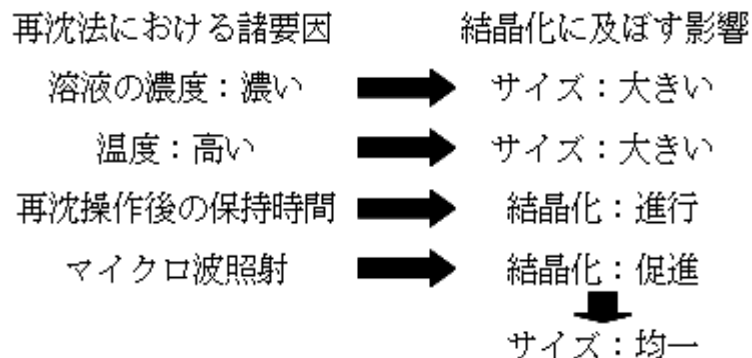 再沈法における諸要因　結晶化に及ぼす影響
溶液の濃度：濃い　サイズ：大きい
温度：高い　サイズ：大きい
再沈操作後の保持時間　結晶化：進行
マイクロ波照射　結晶化：促進
サイズ：均一